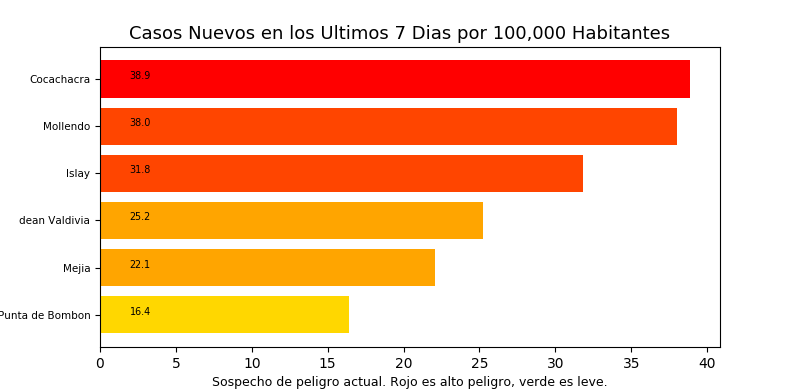 Casos Nuevos en los Ultimos 7 Dias por 100,000 Habitantes
Cocachacra 38.9
Mollendo 38.0
Islay 31.8
dean Valdivia 25.2
Mejia 22.1
Punta de Bombon 16.4
0 5 10 15 20 25 30 35 40
Sospecho de peligro actual. Rojo es alto peligro, verde es leve.